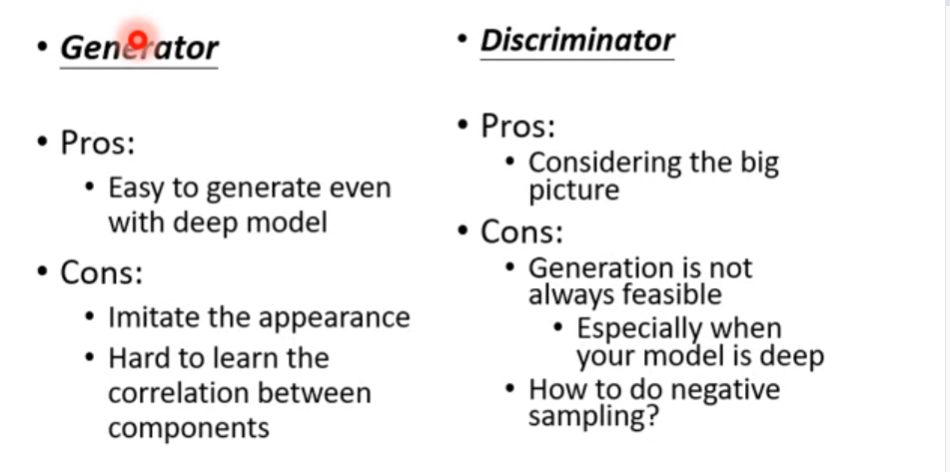 • Generator
• Pros:
• Easy to generate even
with deep model
• Cons:
• Imitate the appearance
• Hard to learn the
correlation between
components
• Discriminator
• Pros:
• Considering the big
picture
• Cons:
• Generation is not
always feasible
• Especially when
your model is deep
• How to do negative
sampling?